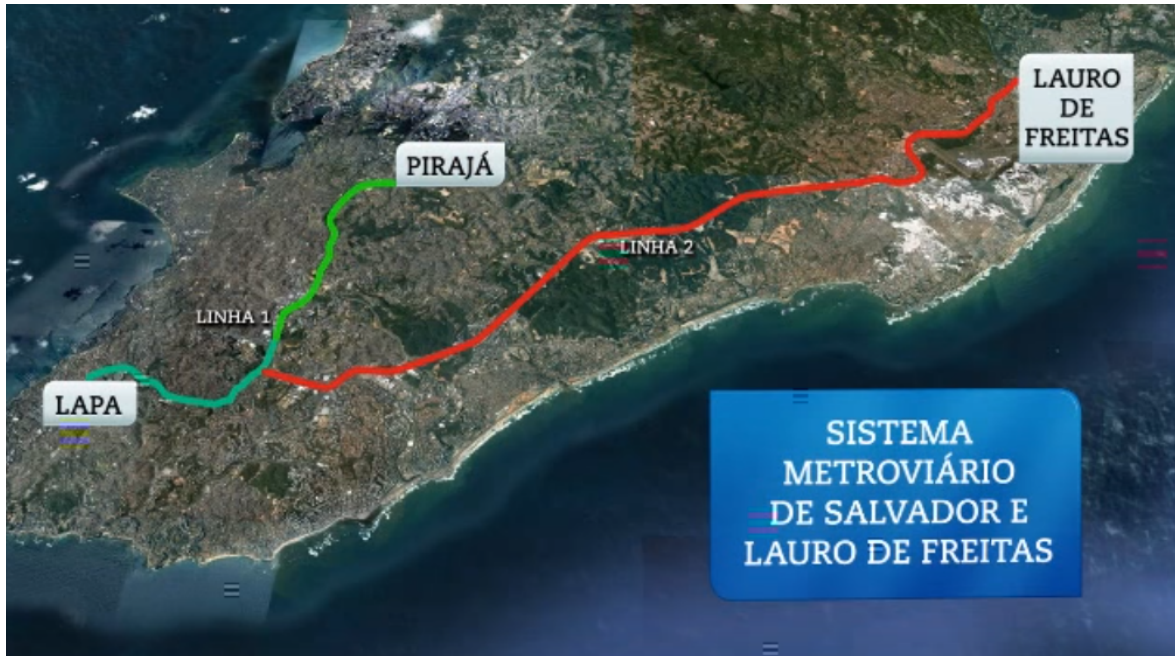 LAURO
DE
FREITAS
PIRAJÁ
LINHA 2
LINHA 1
LAPA
SISTEMA
METROVIÁRIO
DE SALVADOR E
LAURO DE FREITAS